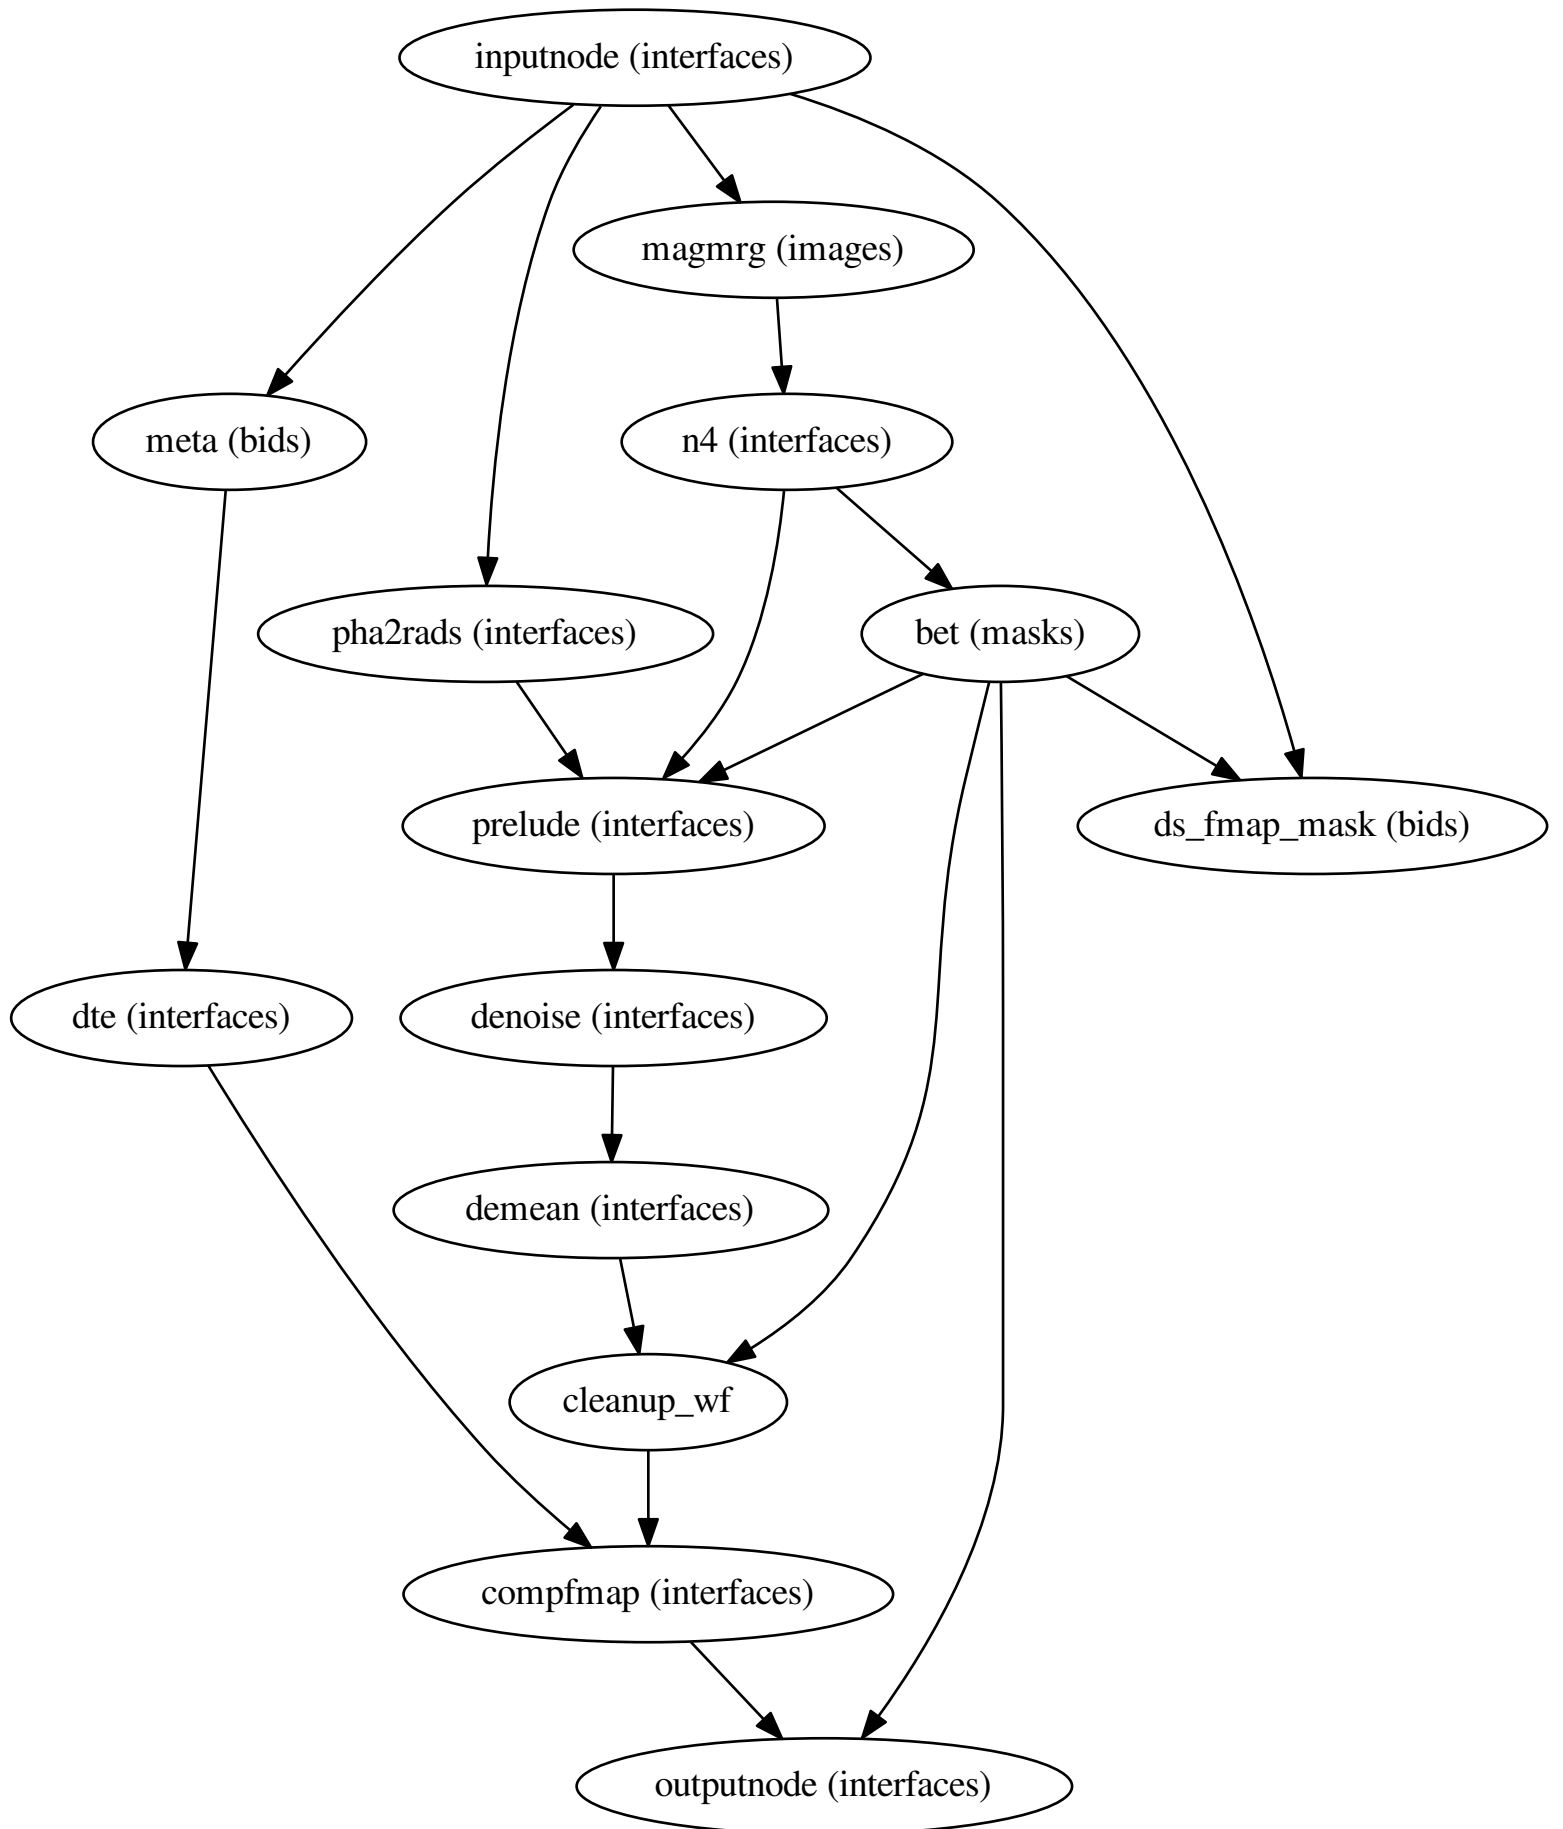 inputnode (interfaces)
magmrg (images)
meta (bids)
n4 (interfaces)
pha2rads (interfaces)
bet (masks)
prelude (interfaces)
ds_fmap_mask (bids)
dte (interfaces)
denoise (interfaces)
demean (interfaces)
cleanup_wf
compfmap (interfaces)
outputnode (interfaces)